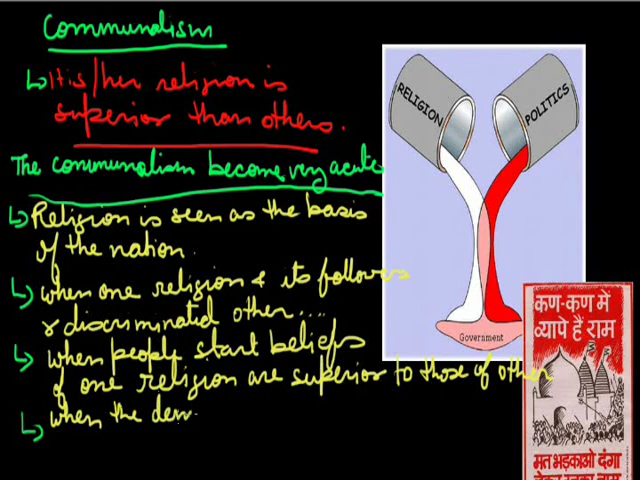 Communalism
His/her religion is
superior than others.
The communalism become very acute
Religion is seen as the basis
of the nation.
when one religion & its followers
r discriminated other....
when people start beliefs
of one religion are superior to those of other
when the dem
RELIGION
POLITICS
Government
कण-कण में
व्यापे हैं राम
मत भड़काओ दंगा